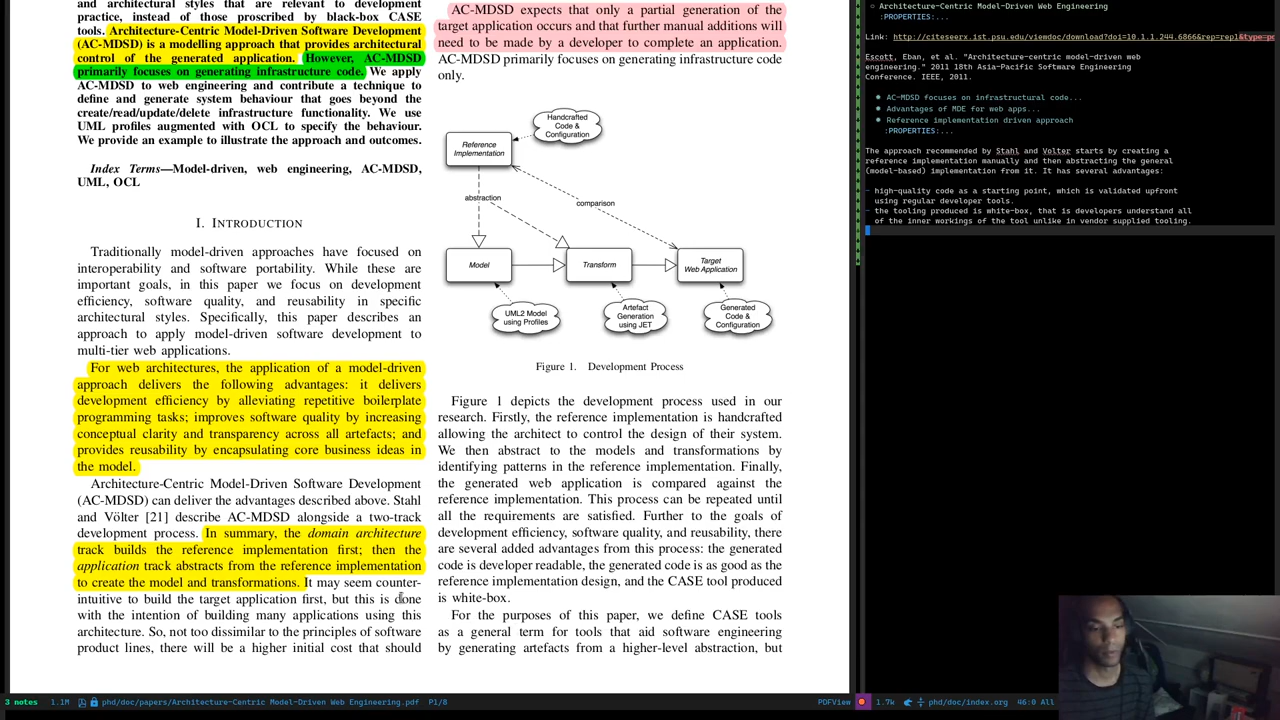 and architectural styles that are relevant to development
practice, instead of those proscribed by black-box CASE
tools. Architecture-Centric Model-Driven Software Development
(AC-MDSD) is a modelling approach that provides architectural
control of the generated application. However, AC-MDSD
primarily focuses on generating infrastructure code. We apply
AC-MDSD to web engineering and contribute a technique to
define and generate system behaviour that goes beyond the
create/read/update/delete infrastructure functionality. We use
UML profiles augmented with OCL to specify the behaviour.
We provide an example to illustrate the approach and outcomes.
Index Terms—Model-driven, web engineering, AC-MDSD,
UML, OCL
I. INTRODUCTION
Traditionally model-driven approaches have focused on
interoperability and software portability. While these are
important goals, in this paper we focus on development
efficiency, software quality, and reusability in specific
architectural styles. Specifically, this paper describes an
approach to apply model-driven software development to
multi-tier web applications.
For web architectures, the application of a model-driven
approach delivers the following advantages: it delivers
development efficiency by alleviating repetitive boilerplate
programming tasks; improves software quality by increasing
conceptual clarity and transparency across all artefacts; and
provides reusability by encapsulating core business ideas in
the model.
Architecture-Centric Model-Driven Software Development
(AC-MDSD) can deliver the advantages described above. Stahl
and Völter [21] describe AC-MDSD alongside a two-track
development process. In summary, the domain architecture
track builds the reference implementation first; then the
application track abstracts from the reference implementation
to create the model and transformations. It may seem counter-
intuitive to build the target application first, but this is done
with the intention of building many applications using this
architecture. So, not too dissimilar to the principles of software
product lines, there will be a higher initial cost that should
AC-MDSD expects that only a partial generation of the
target application occurs and that further manual additions will
need to be made by a developer to complete an application.
AC-MDSD primarily focuses on generating infrastructure code
only.
Handcrafted
Code &
Configuration
Reference
Implementation
abstraction
comparison
Model
Transform
Target
Web Application
UML2 Model
using Profiles
Artefact
Generation
using JET
Generated
Code &
Configuration
Figure 1. Development Process
Figure 1 depicts the development process used in our
research. Firstly, the reference implementation is handcrafted
allowing the architect to control the design of their system.
We then abstract to the models and transformations by
identifying patterns in the reference implementation. Finally,
the generated web application is compared against the
reference implementation. This process can be repeated until
all the requirements are satisfied. Further to the goals of
development efficiency, software quality, and reusability, there
are several added advantages from this process: the generated
code is developer readable, the generated code is as good as the
reference implementation design, and the CASE tool produced
is white-box.
For the purposes of this paper, we define CASE tools
as a general term for tools that aid software engineering
by generating artefacts from a higher-level abstraction, but
Architecture-Centric Model-Driven Web Engineering
:PROPERTIES:...
Link: http://citeseerx.ist.psu.edu/viewdoc/download?doi=10.1.1.244.6866&rep=rep1&type=p
Escott, Eban, et al. "Architecture-centric model-driven web
engineering." 2011 18th Asia-Pacific Software Engineering
Conference. IEEE, 2011.
AC-MDSD focuses on infrastructural code...
Advantages of MDE for web apps...
Reference implementation driven approach
:PROPERTIES:...
The approach recommended by Stahl and Volter starts by creating a
reference implementation manually and then abstracting the general
(model-based) implementation from it. It has several advantages:
- high-quality code as a starting point, which is validated upfront
using regular developer tools.
- the tooling produced is white-box, that is developers understand all
of the inner workings of the tool unlike in vendor supplied tooling.
3 notes 1.1M phd/doc/papers/Architecture-Centric Model-Driven Web Engineering.pdf P1/8 PDFView
1.7k phd/doc/index.org 46:0 All